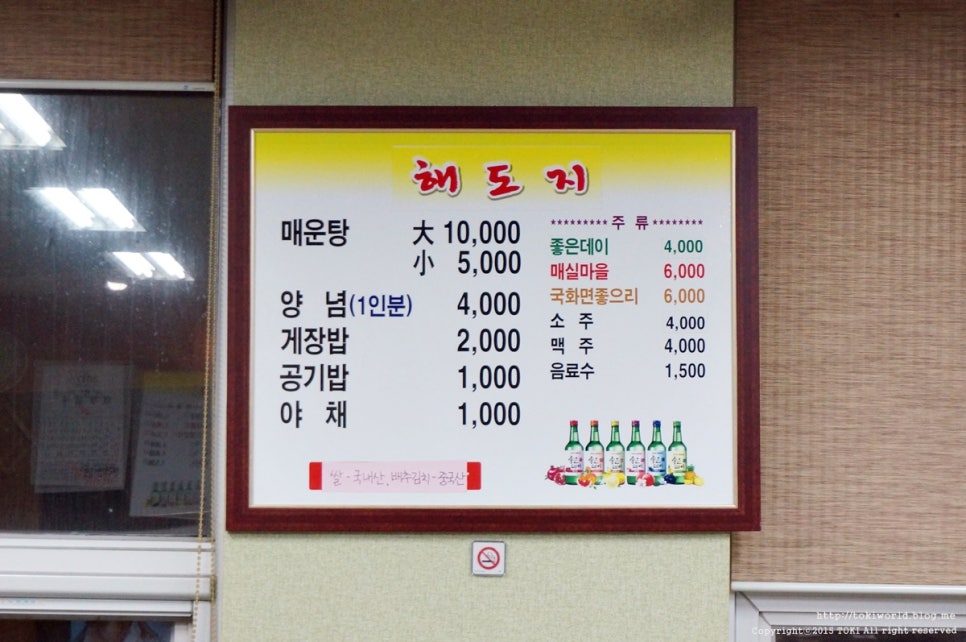 해도지
매운탕 大 10,000
小 5,000
양 념(1인분) 4,000
게장밥 2,000
공기밥 1,000
야 채 1,000
쌀-국내산, 배추김치-중국산
********* 주 류 ********
좋은데이 4,000
매실마을 6,000
국화면좋으리 6,000
소 주 4,000
맥 주 4,000
음료수 1,500
http://tokiworld.blog.me
Copyright ©2015 TOKI All right reserved